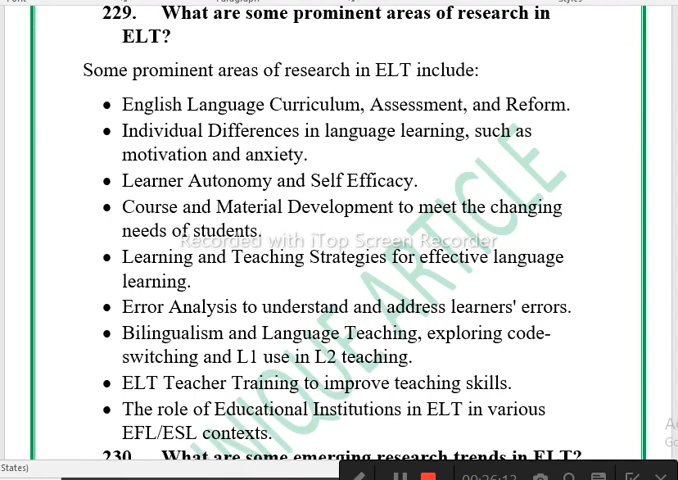 229. What are some prominent areas of research in
ELT?
Some prominent areas of research in ELT include:
• English Language Curriculum, Assessment, and Reform.
• Individual Differences in language learning, such as
motivation and anxiety.
• Learner Autonomy and Self Efficacy.
• Course and Material Development to meet the changing
needs of students.
Recorded with iTop Screen Recorder
• Learning and Teaching Strategies for effective language
learning.
• Error Analysis to understand and address learners' errors.
• Bilingualism and Language Teaching, exploring code-
switching and L1 use in L2 teaching.
• ELT Teacher Training to improve teaching skills.
• The role of Educational Institutions in ELT in various
EFL/ESL contexts.
230. What are some emerging research trends in ELT?
States)
00:26:12
NIQUE ARTICLE